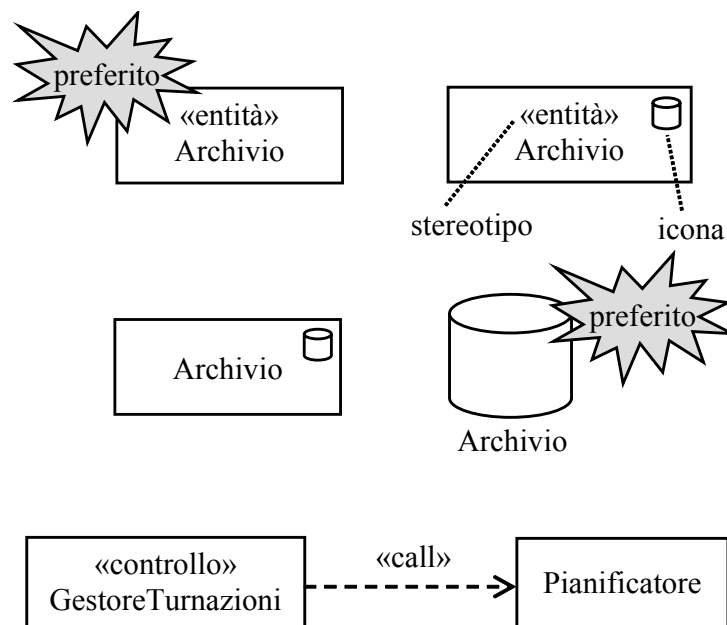 preferito
«entità»
Archivio
«entità»
Archivio
stereotipo
icona
Archivio
preferito
Archivio
«controllo»
GestoreTurnazioni
«call»
Pianificatore